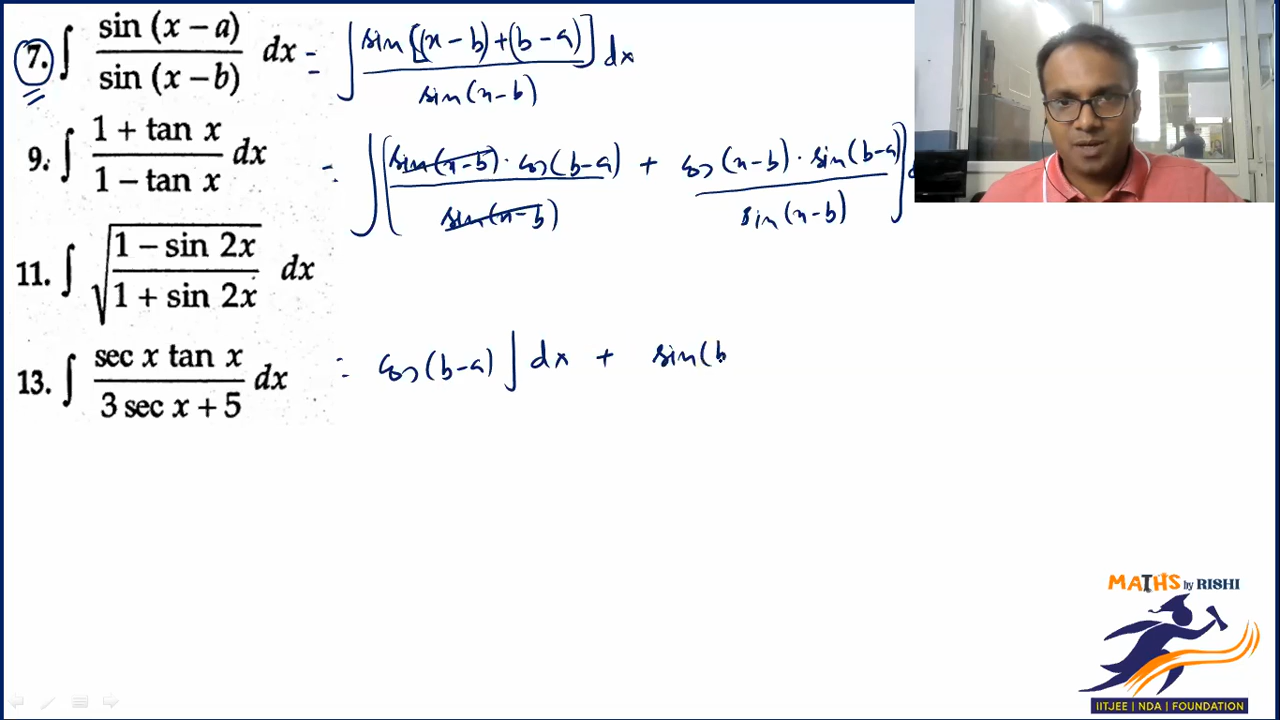 7. ∫ sin (x – a) / sin (x – b) dx = ∫ sin[(x – b) + (b – a)] / sin(x – b) dx
9. ∫ 1 + tan x / 1 – tan x dx
= ∫ ( sin(x – b) · cos(b – a) / sin(x – b) + cos(x – b) · sin(b – a) / sin(x – b) )
11. ∫ √(1 – sin 2x / 1 + sin 2x) dx
13. ∫ sec x tan x / 3 sec x + 5 dx
= cos(b – a) ∫ dx + sin(b
MATHS by RISHI
IITJEE | NDA | FOUNDATION